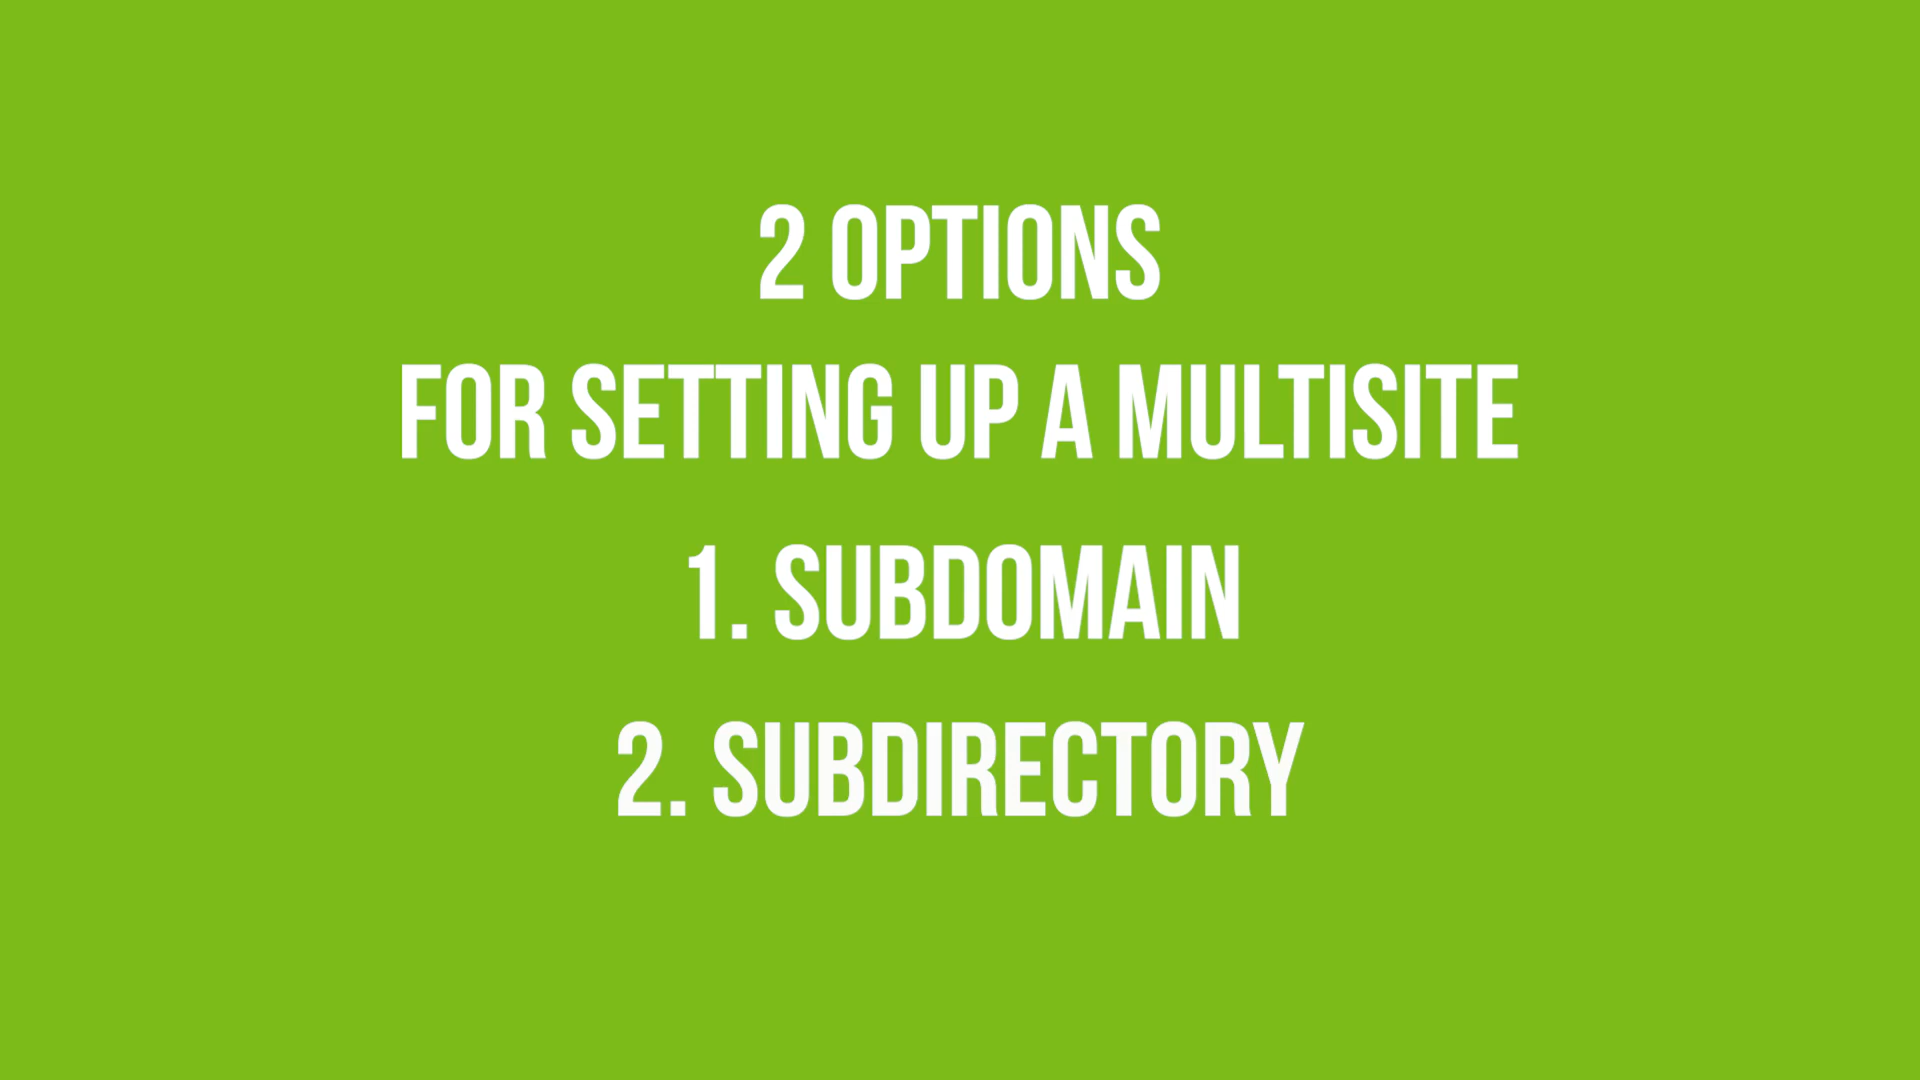 2 OPTIONS
FOR SETTING UP A MULTISITE
1. SUBDOMAIN
2. SUBDIRECTORY